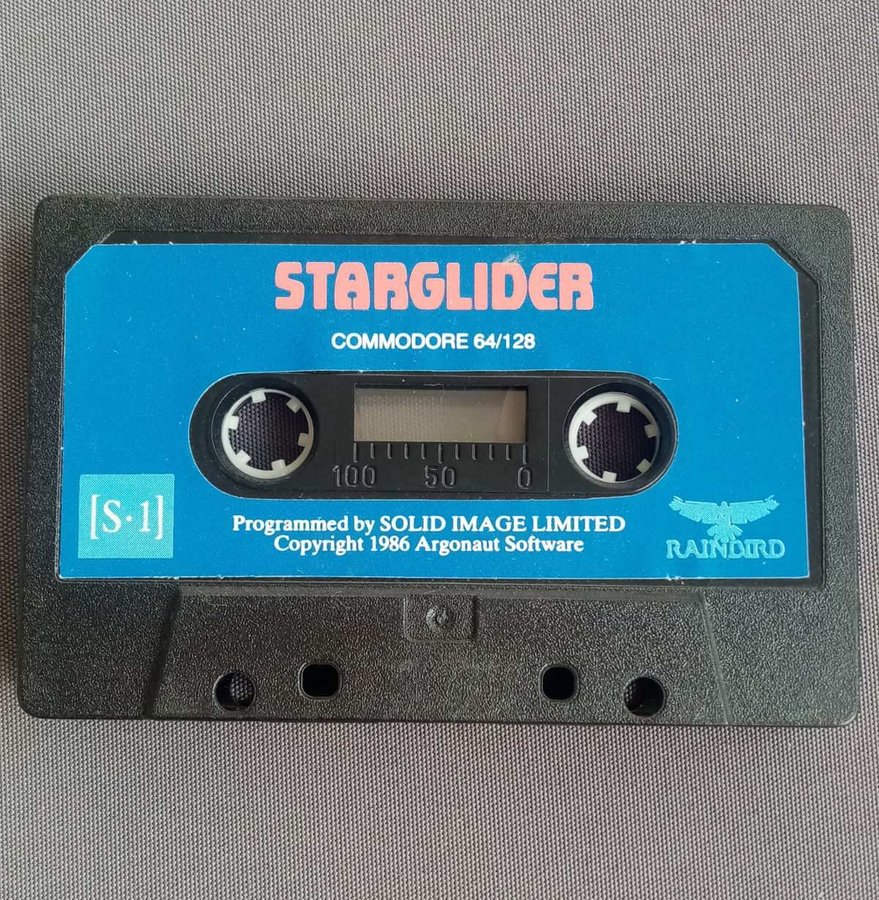 STARGLIDER
COMMODORE 64/128
100 50 0
[S·1]
Programmed by SOLID IMAGE LIMITED
Copyright 1986 Argonaut Software
RAINBIRD